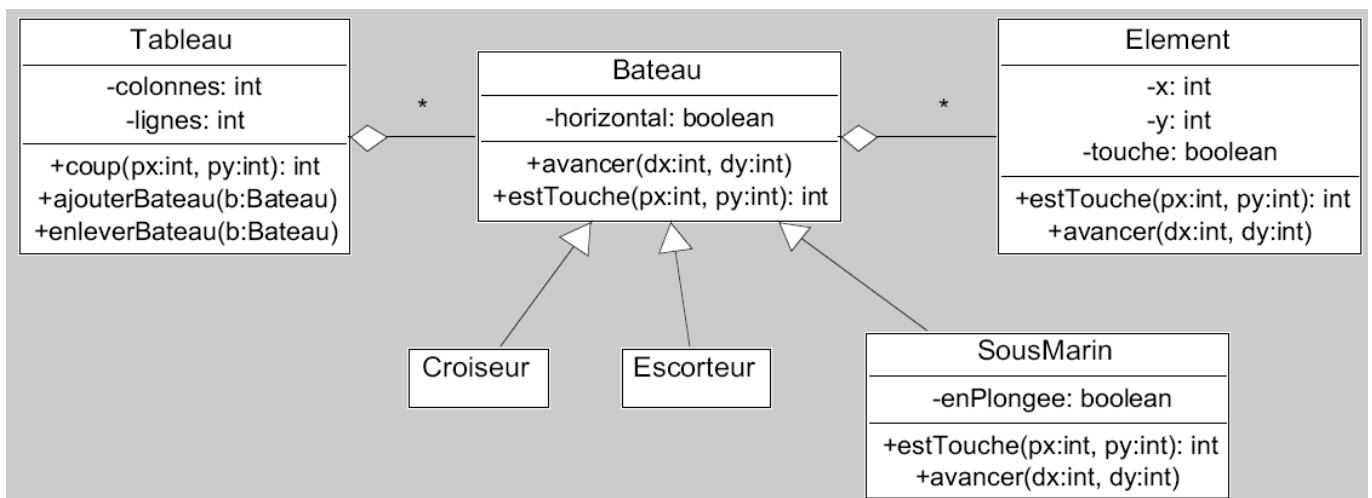 Tableau
-colonnes: int
-lignes: int
+coup(px:int, py:int): int
+ajouterBateau(b:Bateau)
+enleverBateau(b:Bateau)
*
Bateau
-horizontal: boolean
+avancer(dx:int, dy:int)
+estTouche(px:int, py:int): int
*
Element
-x: int
-y: int
-touche: boolean
+estTouche(px:int, py:int): int
+avancer(dx:int, dy:int)
Croiseur
Escorteur
SousMarin
-enPlongee: boolean
+estTouche(px:int, py:int): int
+avancer(dx:int, dy:int)